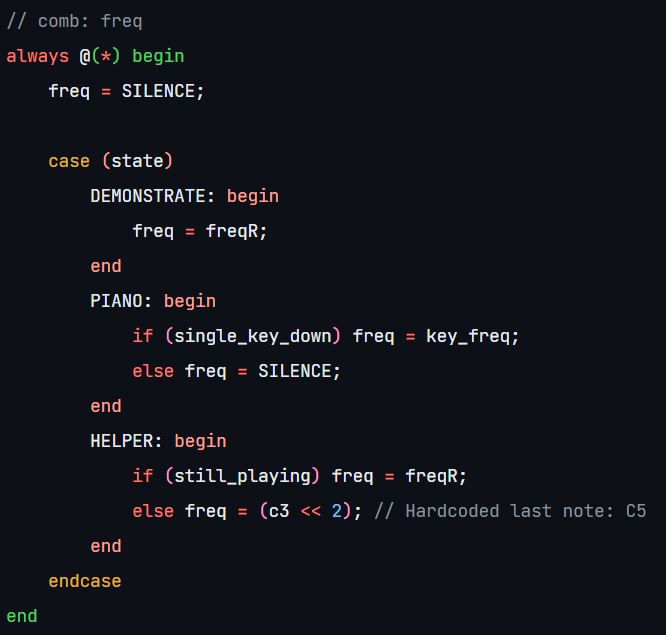 // comb: freq
always @(*) begin
    freq = SILENCE;

    case (state)
        DEMONSTRATE: begin
            freq = freqR;
        end
        PIANO: begin
            if (single_key_down) freq = key_freq;
            else freq = SILENCE;
        end
        HELPER: begin
            if (still_playing) freq = freqR;
            else freq = (c3 << 2); // Hardcoded last note: C5
        end
    endcase
end